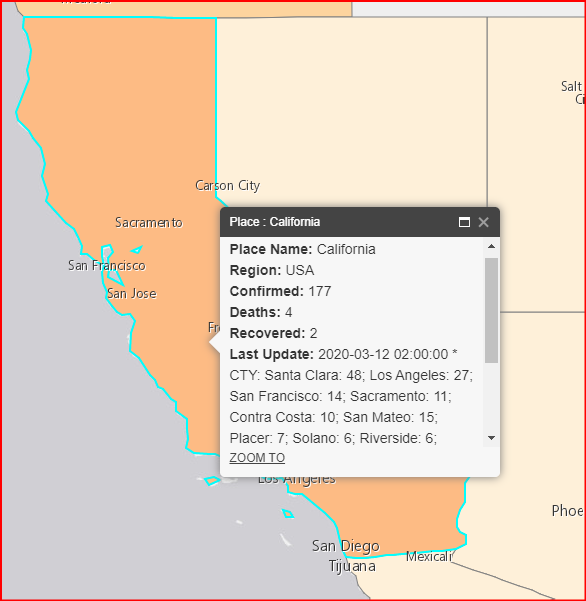 Salt
Carson City
Sacramento
San Francisco
San Jose
Place : California
Place Name: California
Region: USA
Confirmed: 177
Deaths: 4
Recovered: 2
Last Update: 2020-03-12 02:00:00 *
CTY: Santa Clara: 48; Los Angeles: 27;
San Francisco: 14; Sacramento: 11;
Contra Costa: 10; San Mateo: 15;
Placer: 7; Solano: 6; Riverside: 6;
ZOOM TO
Fre
Los Angeles
Phoe
San Diego
Mexicali
Tijuana